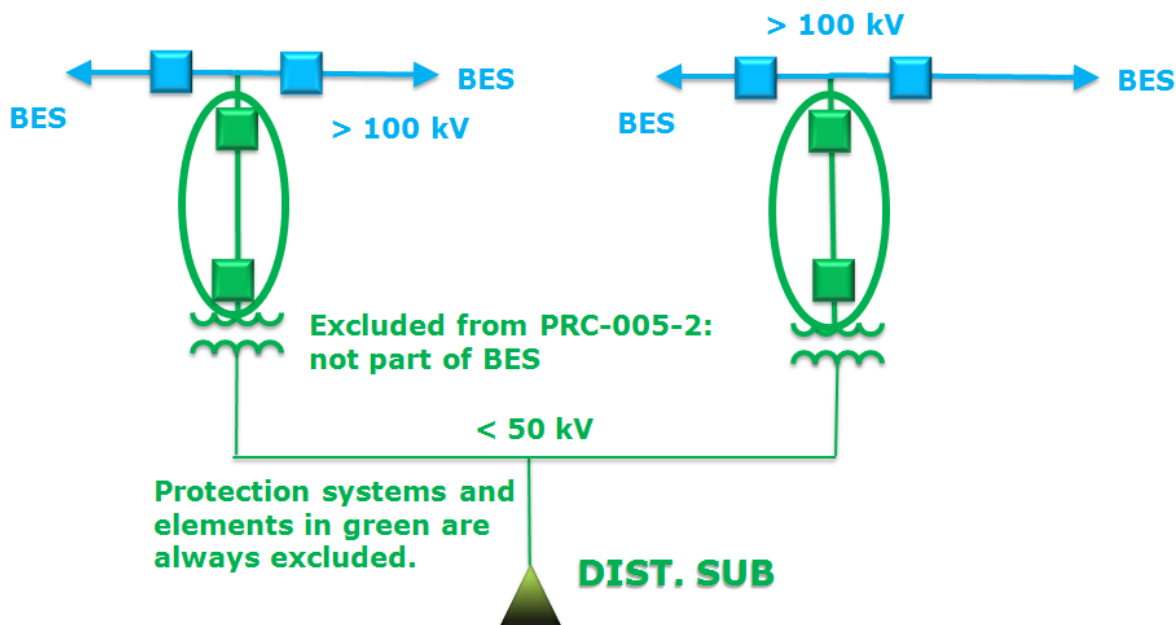 > 100 kV
BES
BES
> 100 kV
BES
BES
Excluded from PRC-005-2:
not part of BES
< 50 kV
Protection systems and
elements in green are
always excluded.
DIST. SUB